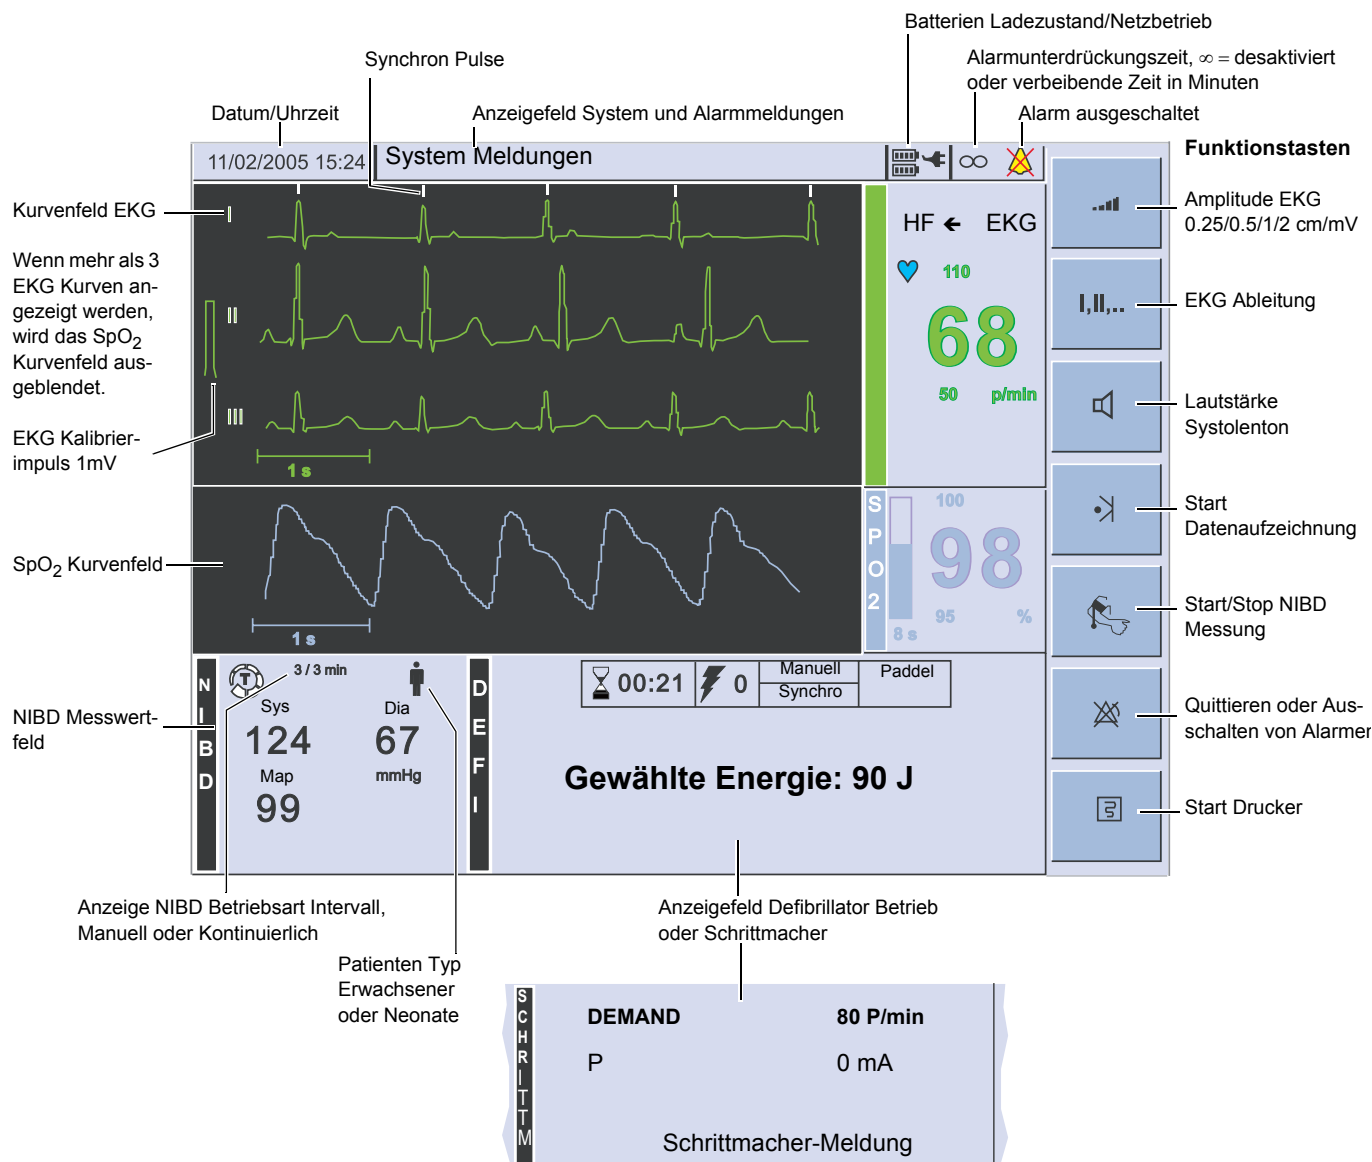 Batterien Ladezustand/Netzbetrieb
Synchron Pulse
Alarmunterdrückungszeit, ∞ = desaktiviert
oder verbeibende Zeit in Minuten
Datum/Uhrzeit
Anzeigefeld System und Alarmmeldungen
Alarm ausgeschaltet
11/02/2005 15:24
System Meldungen
∞
Funktionstasten
Kurvenfeld EKG
I
HF ← EKG
110
68
50 p/min
Amplitude EKG
0.25/0.5/1/2 cm/mV
Wenn mehr als 3
EKG Kurven an-
gezeigt werden,
wird das SpO2
Kurvenfeld aus-
geblendet.
II
I,II,..
EKG Ableitung
EKG Kalibrier-
impuls 1mV
III
1 s
Lautstärke
Systolenton
SpO2 Kurvenfeld
1 s
SPO2
100
98
95 %
8 s
Start
Datenaufzeichnung
Start/Stop NIBD
Messung
NIBD Messwert-
feld
NIBD
T
3 / 3 min
Sys
Dia
124
67
Map
mmHg
99
DEFI
00:21
0
Manuell
Synchro
Paddel
Gewählte Energie: 90 J
Quittieren oder Aus-
schalten von Alarmen
Start Drucker
Anzeige NIBD Betriebsart Intervall,
Manuell oder Kontinuierlich
Patienten Typ
Erwachsener
oder Neonate
Anzeigefeld Defibrillator Betrieb
oder Schrittmacher
SCHRITTM
DEMAND
80 P/min
P
0 mA
Schrittmacher-Meldung